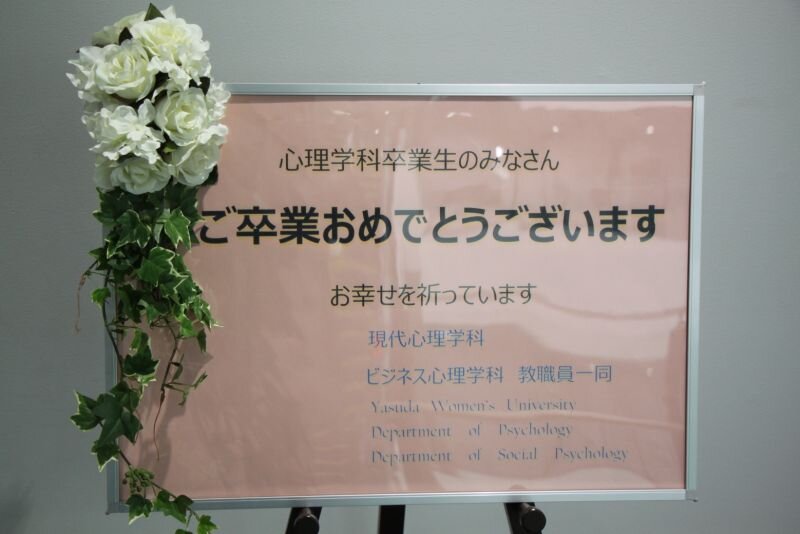 心理学科卒業生のみなさん
ご卒業おめでとうございます
お幸せを祈っています
現代心理学科
ビジネス心理学科 教職員一同
Yasuda Women's University
Department of Psychology
Department of Social Psychology